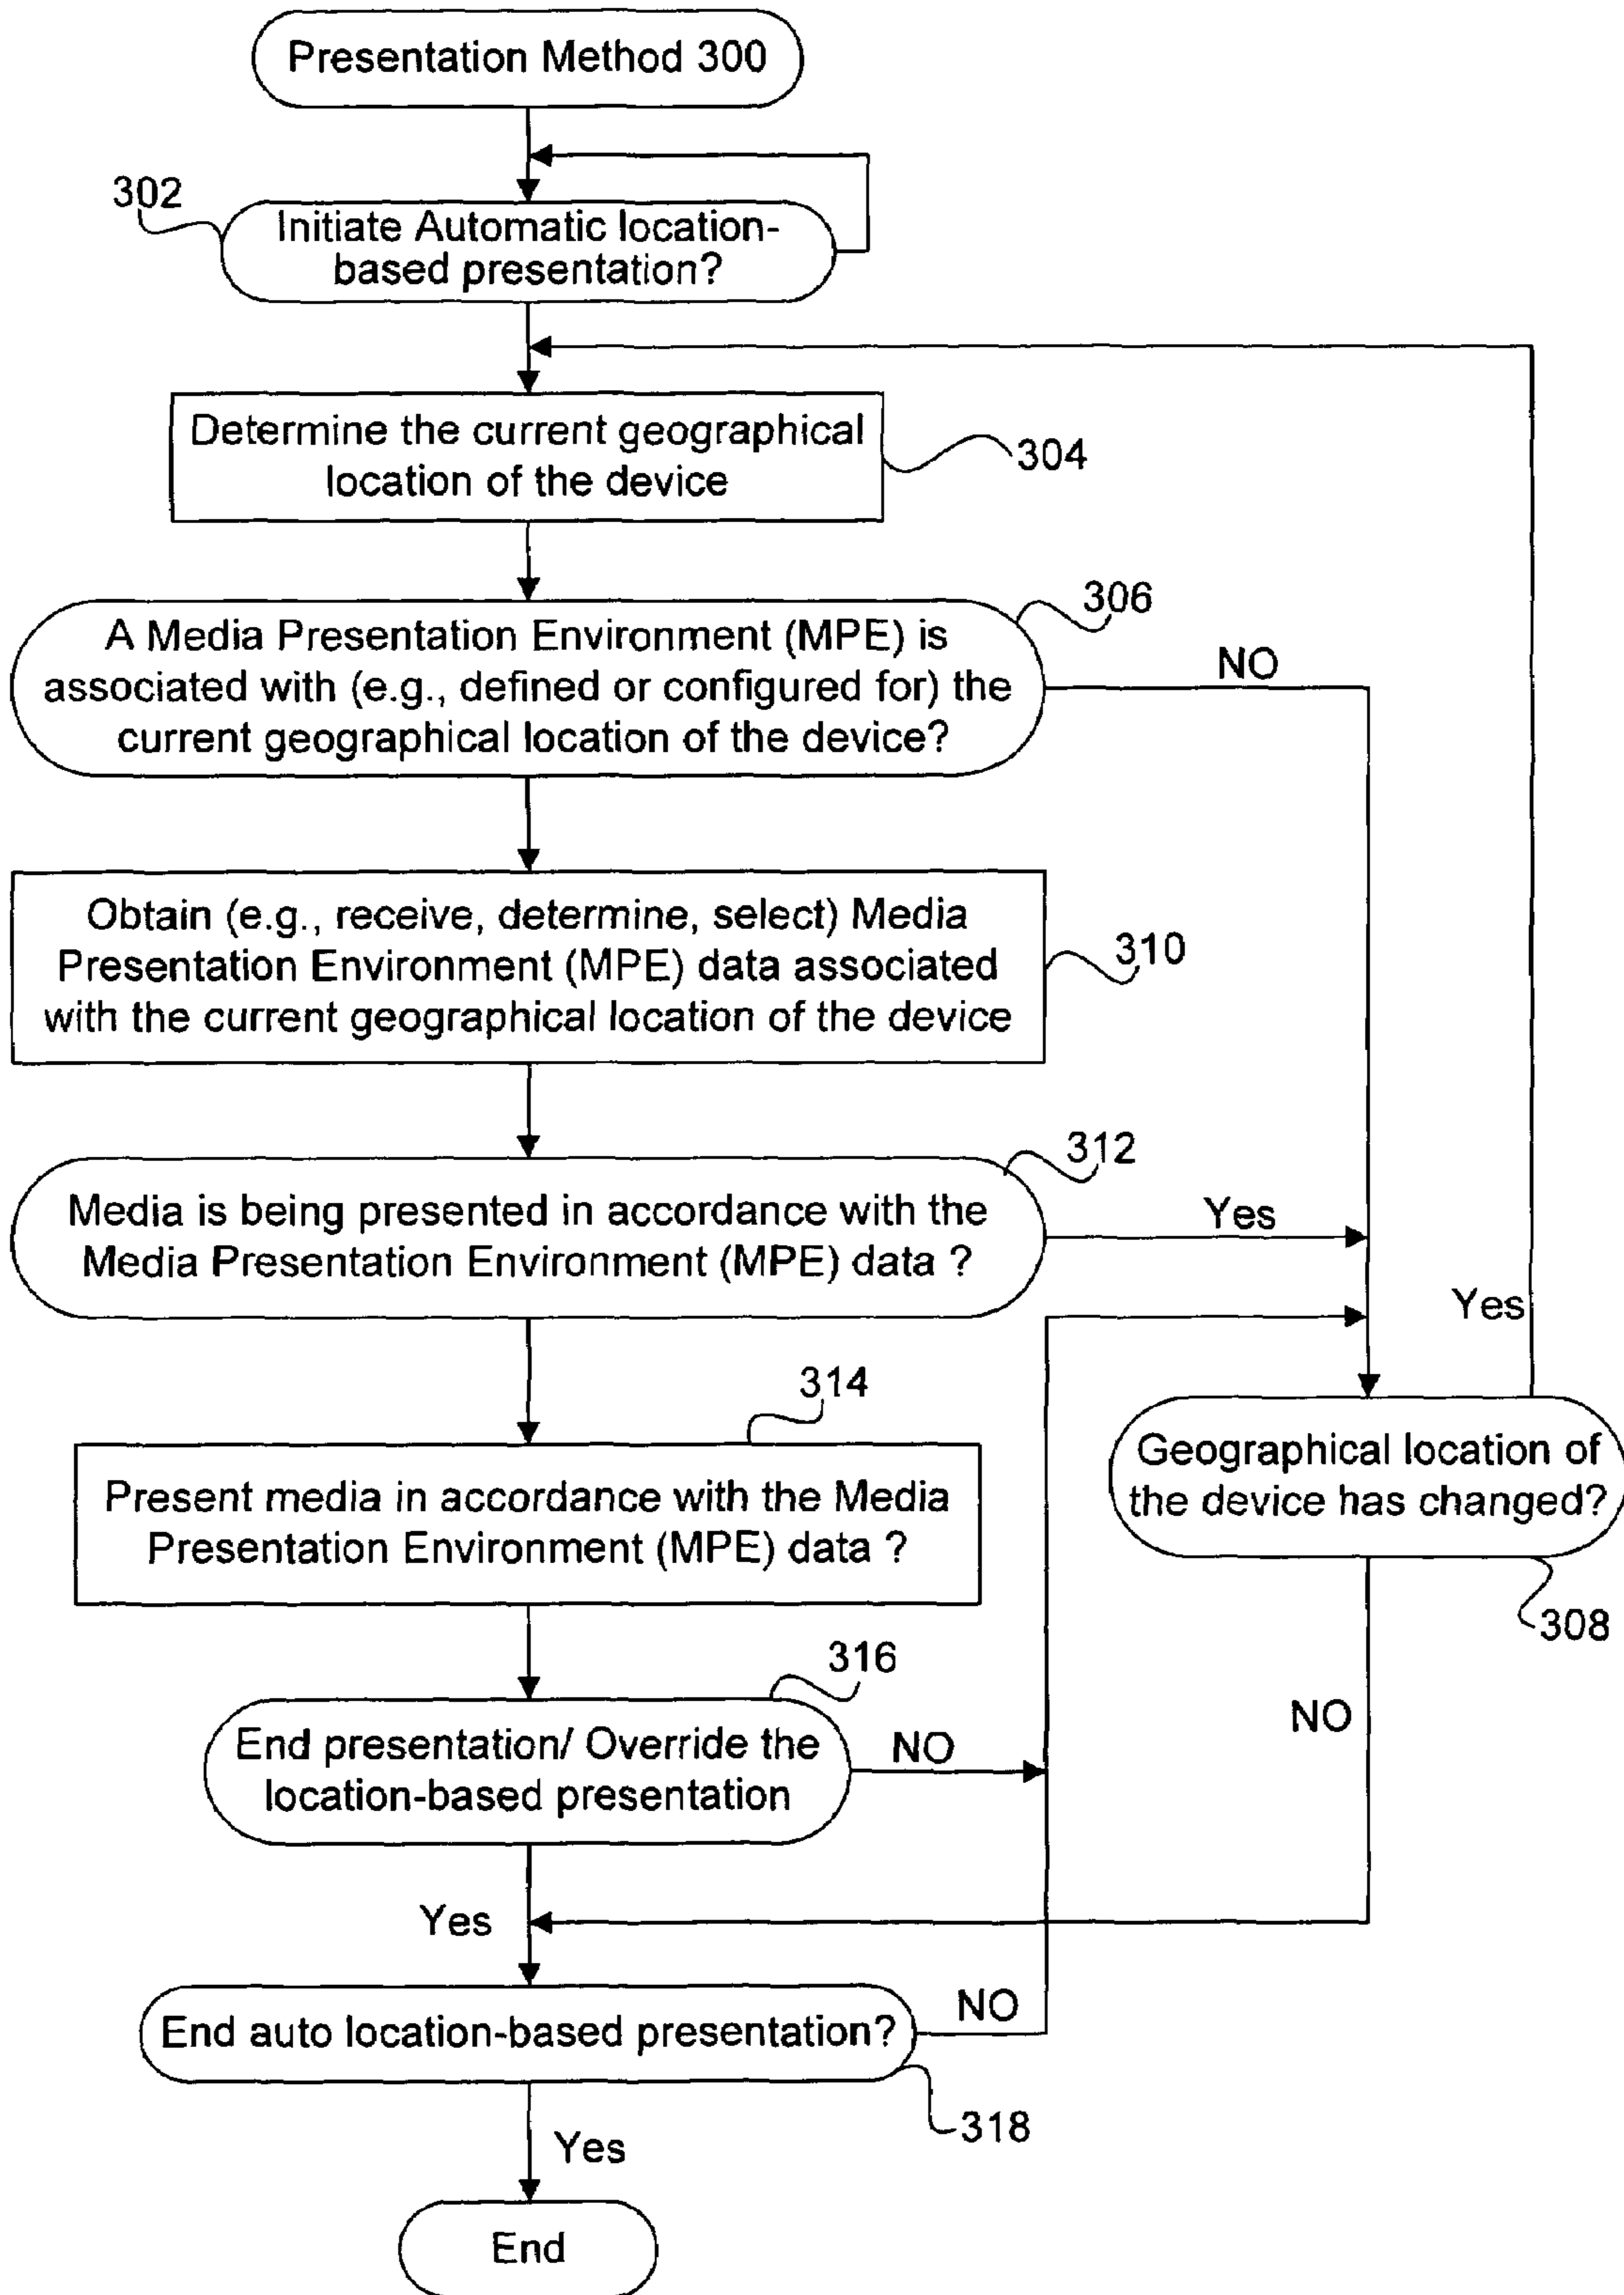 Presentation Method 300
302
Initiate Automatic location-
based presentation?
Determine the current geographical
location of the device
304
306
A Media Presentation Environment (MPE) is
associated with (e.g., defined or configured for) the
current geographical location of the device?
NO
Obtain (e.g., receive, determine, select) Media
Presentation Environment (MPE) data associated
with the current geographical location of the device
310
312
Media is being presented in accordance with the
Media Presentation Environment (MPE) data ?
Yes
Yes
314
Present media in accordance with the Media
Presentation Environment (MPE) data ?
Geographical location of
the device has changed?
308
316
End presentation/ Override the
location-based presentation
NO
NO
Yes
End auto location-based presentation?
NO
318
Yes
End